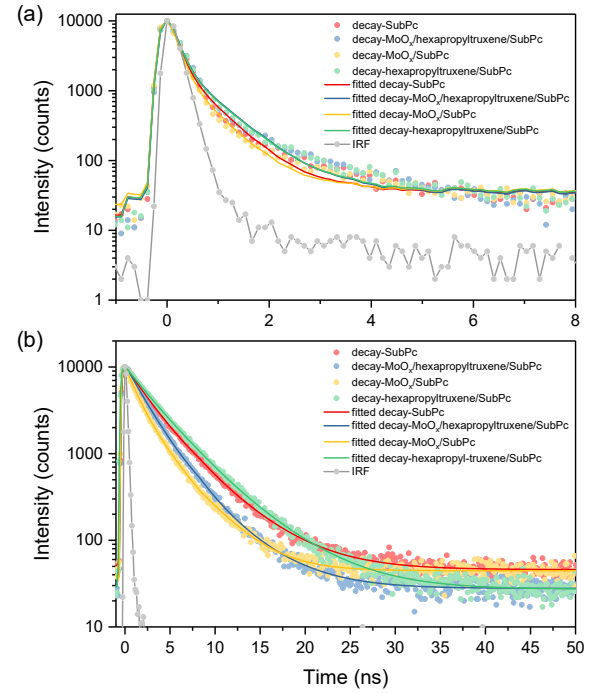 (a)
decay-SubPc
decay-MoOₓ/hexapropyltruxene/SubPc
decay-MoOₓ/SubPc
decay-hexapropyltruxene/SubPc
fitted decay-SubPc
fitted decay-MoOₓ/hexapropyltruxene/SubPc
fitted decay-MoOₓ/SubPc
fitted decay-hexapropyltruxene/SubPc
IRF
Intensity (counts)
10000
1000
100
10
1
0
2
4
6
8
(b)
decay-SubPc
decay-MoOₓ/hexapropyltruxene/SubPc
decay-MoOₓ/SubPc
decay-hexapropyltruxene/SubPc
fitted decay-SubPc
fitted decay-MoOₓ/hexapropyltruxene/SubPc
fitted decay-MoOₓ/SubPc
fitted decay-hexapropyl-truxene/SubPc
IRF
Intensity (counts)
10000
1000
100
10
0
5
10
15
20
25
30
35
40
45
50
Time (ns)